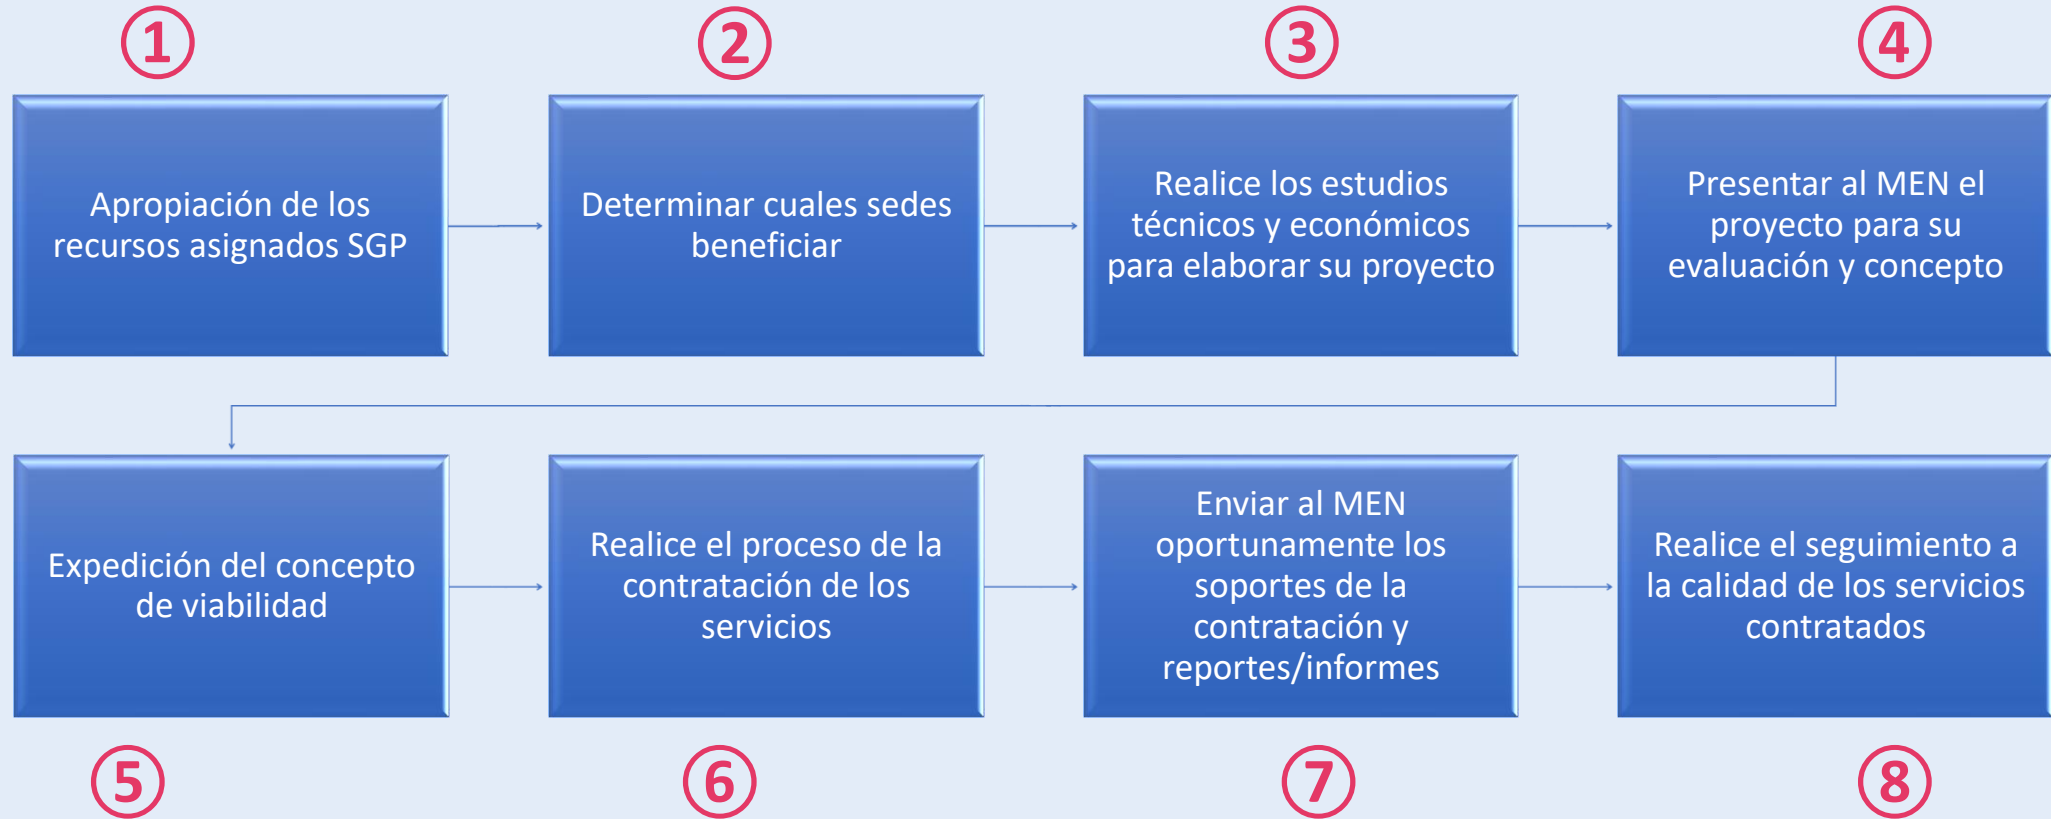 1
2
3
4
Apropiación de los
recursos asignados SGP
Determinar cuales sedes
beneficiar
Realice los estudios
técnicos y económicos
para elaborar su proyecto
Presentar al MEN el
proyecto para su
evaluación y concepto
Expedición del concepto
de viabilidad
Realice el proceso de la
contratación de los
servicios
Enviar al MEN
oportunamente los
soportes de la
contratación y
reportes/informes
Realice el seguimiento a
la calidad de los servicios
contratados
5
6
7
8